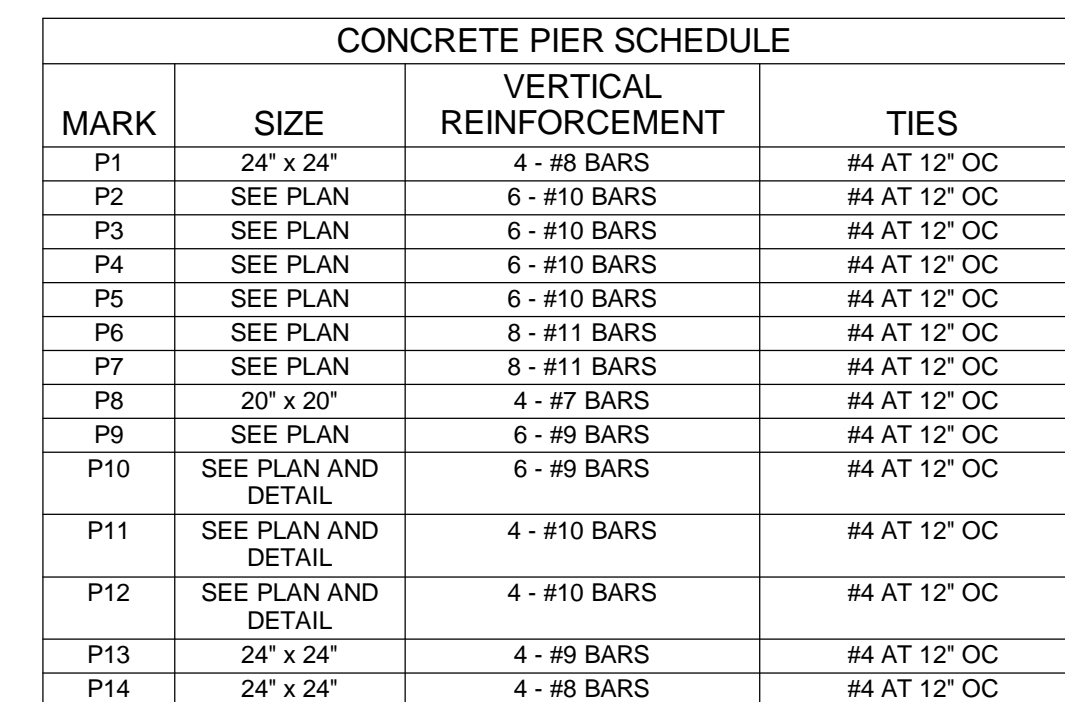 CONCRETE PIER SCHEDULE
MARK SIZE VERTICAL REINFORCEMENT TIES
P1 24" x 24" 4 - #8 BARS #4 AT 12" OC
P2 SEE PLAN 6 - #10 BARS #4 AT 12" OC
P3 SEE PLAN 6 - #10 BARS #4 AT 12" OC
P4 SEE PLAN 6 - #10 BARS #4 AT 12" OC
P5 SEE PLAN 6 - #10 BARS #4 AT 12" OC
P6 SEE PLAN 8 - #11 BARS #4 AT 12" OC
P7 SEE PLAN 8 - #11 BARS #4 AT 12" OC
P8 20" x 20" 4 - #7 BARS #4 AT 12" OC
P9 SEE PLAN 6 - #9 BARS #4 AT 12" OC
P10 SEE PLAN AND DETAIL 6 - #9 BARS #4 AT 12" OC
P11 SEE PLAN AND DETAIL 4 - #10 BARS #4 AT 12" OC
P12 SEE PLAN AND DETAIL 4 - #10 BARS #4 AT 12" OC
P13 24" x 24" 4 - #9 BARS #4 AT 12" OC
P14 24" x 24" 4 - #8 BARS #4 AT 12" OC